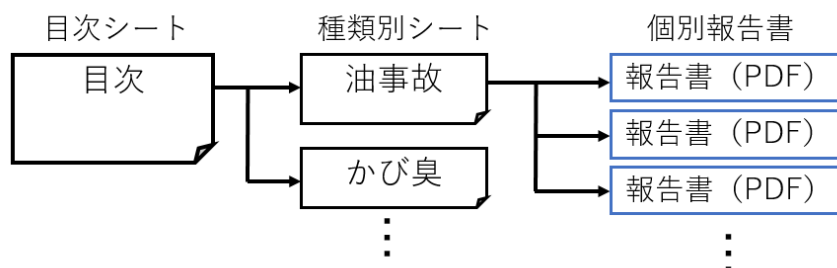 目次シート
種類別シート
個別報告書
目次
油事故
報告書（PDF）
報告書（PDF）
かび臭
報告書（PDF）